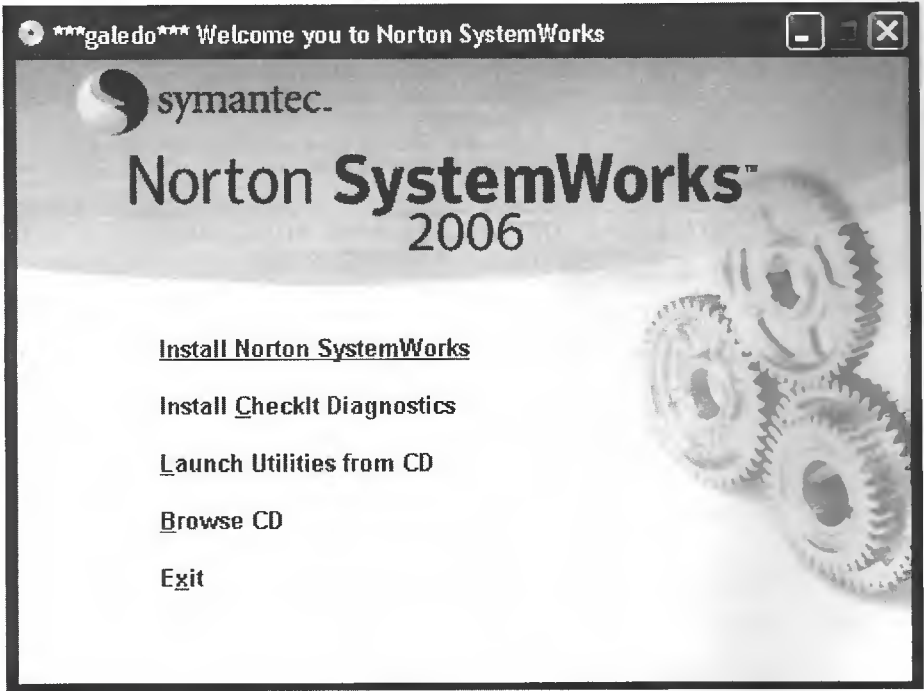 ***galedo*** Welcome you to Norton SystemWorks
symantec.
Norton SystemWorks™
2006
Install Norton SystemWorks
Install CheckIt Diagnostics
Launch Utilities from CD
Browse CD
Exit